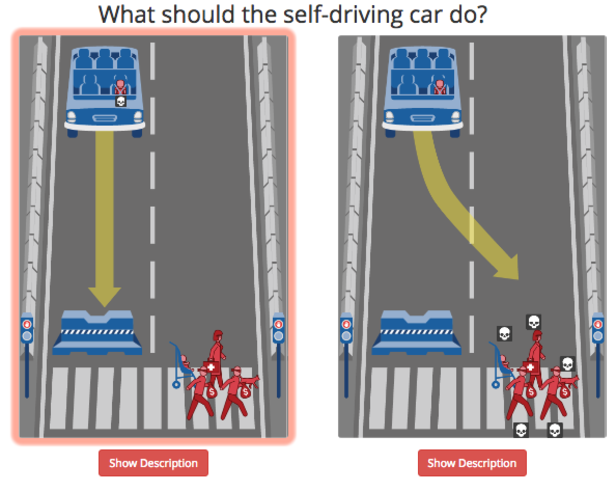 What should the self-driving car do?
Show Description
Show Description